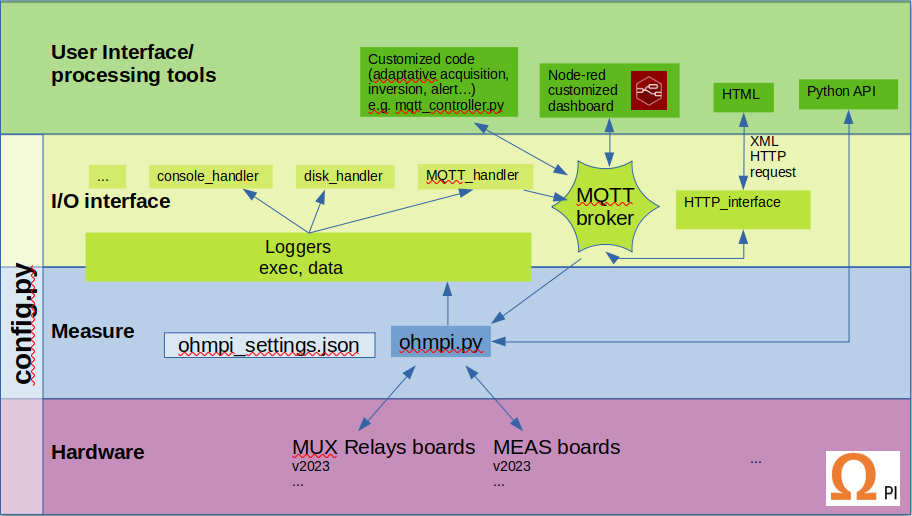 User Interface/
processing tools
Customized code
(adaptative acquisition,
inversion, alert...)
e.g. mqtt_controller.py
Node-red
customized
dashboard
HTML
Python API
XML
HTTP
request
I/O interface
...
console_handler
disk_handler
MQTT_handler
MQTT
broker
HTTP_interface
Loggers
exec, data
config.py
Measure
ohmpi_settings.json
ohmpi.py
Hardware
MUX Relays boards
v2023
...
MEAS boards
v2023
...
...
Ω PI